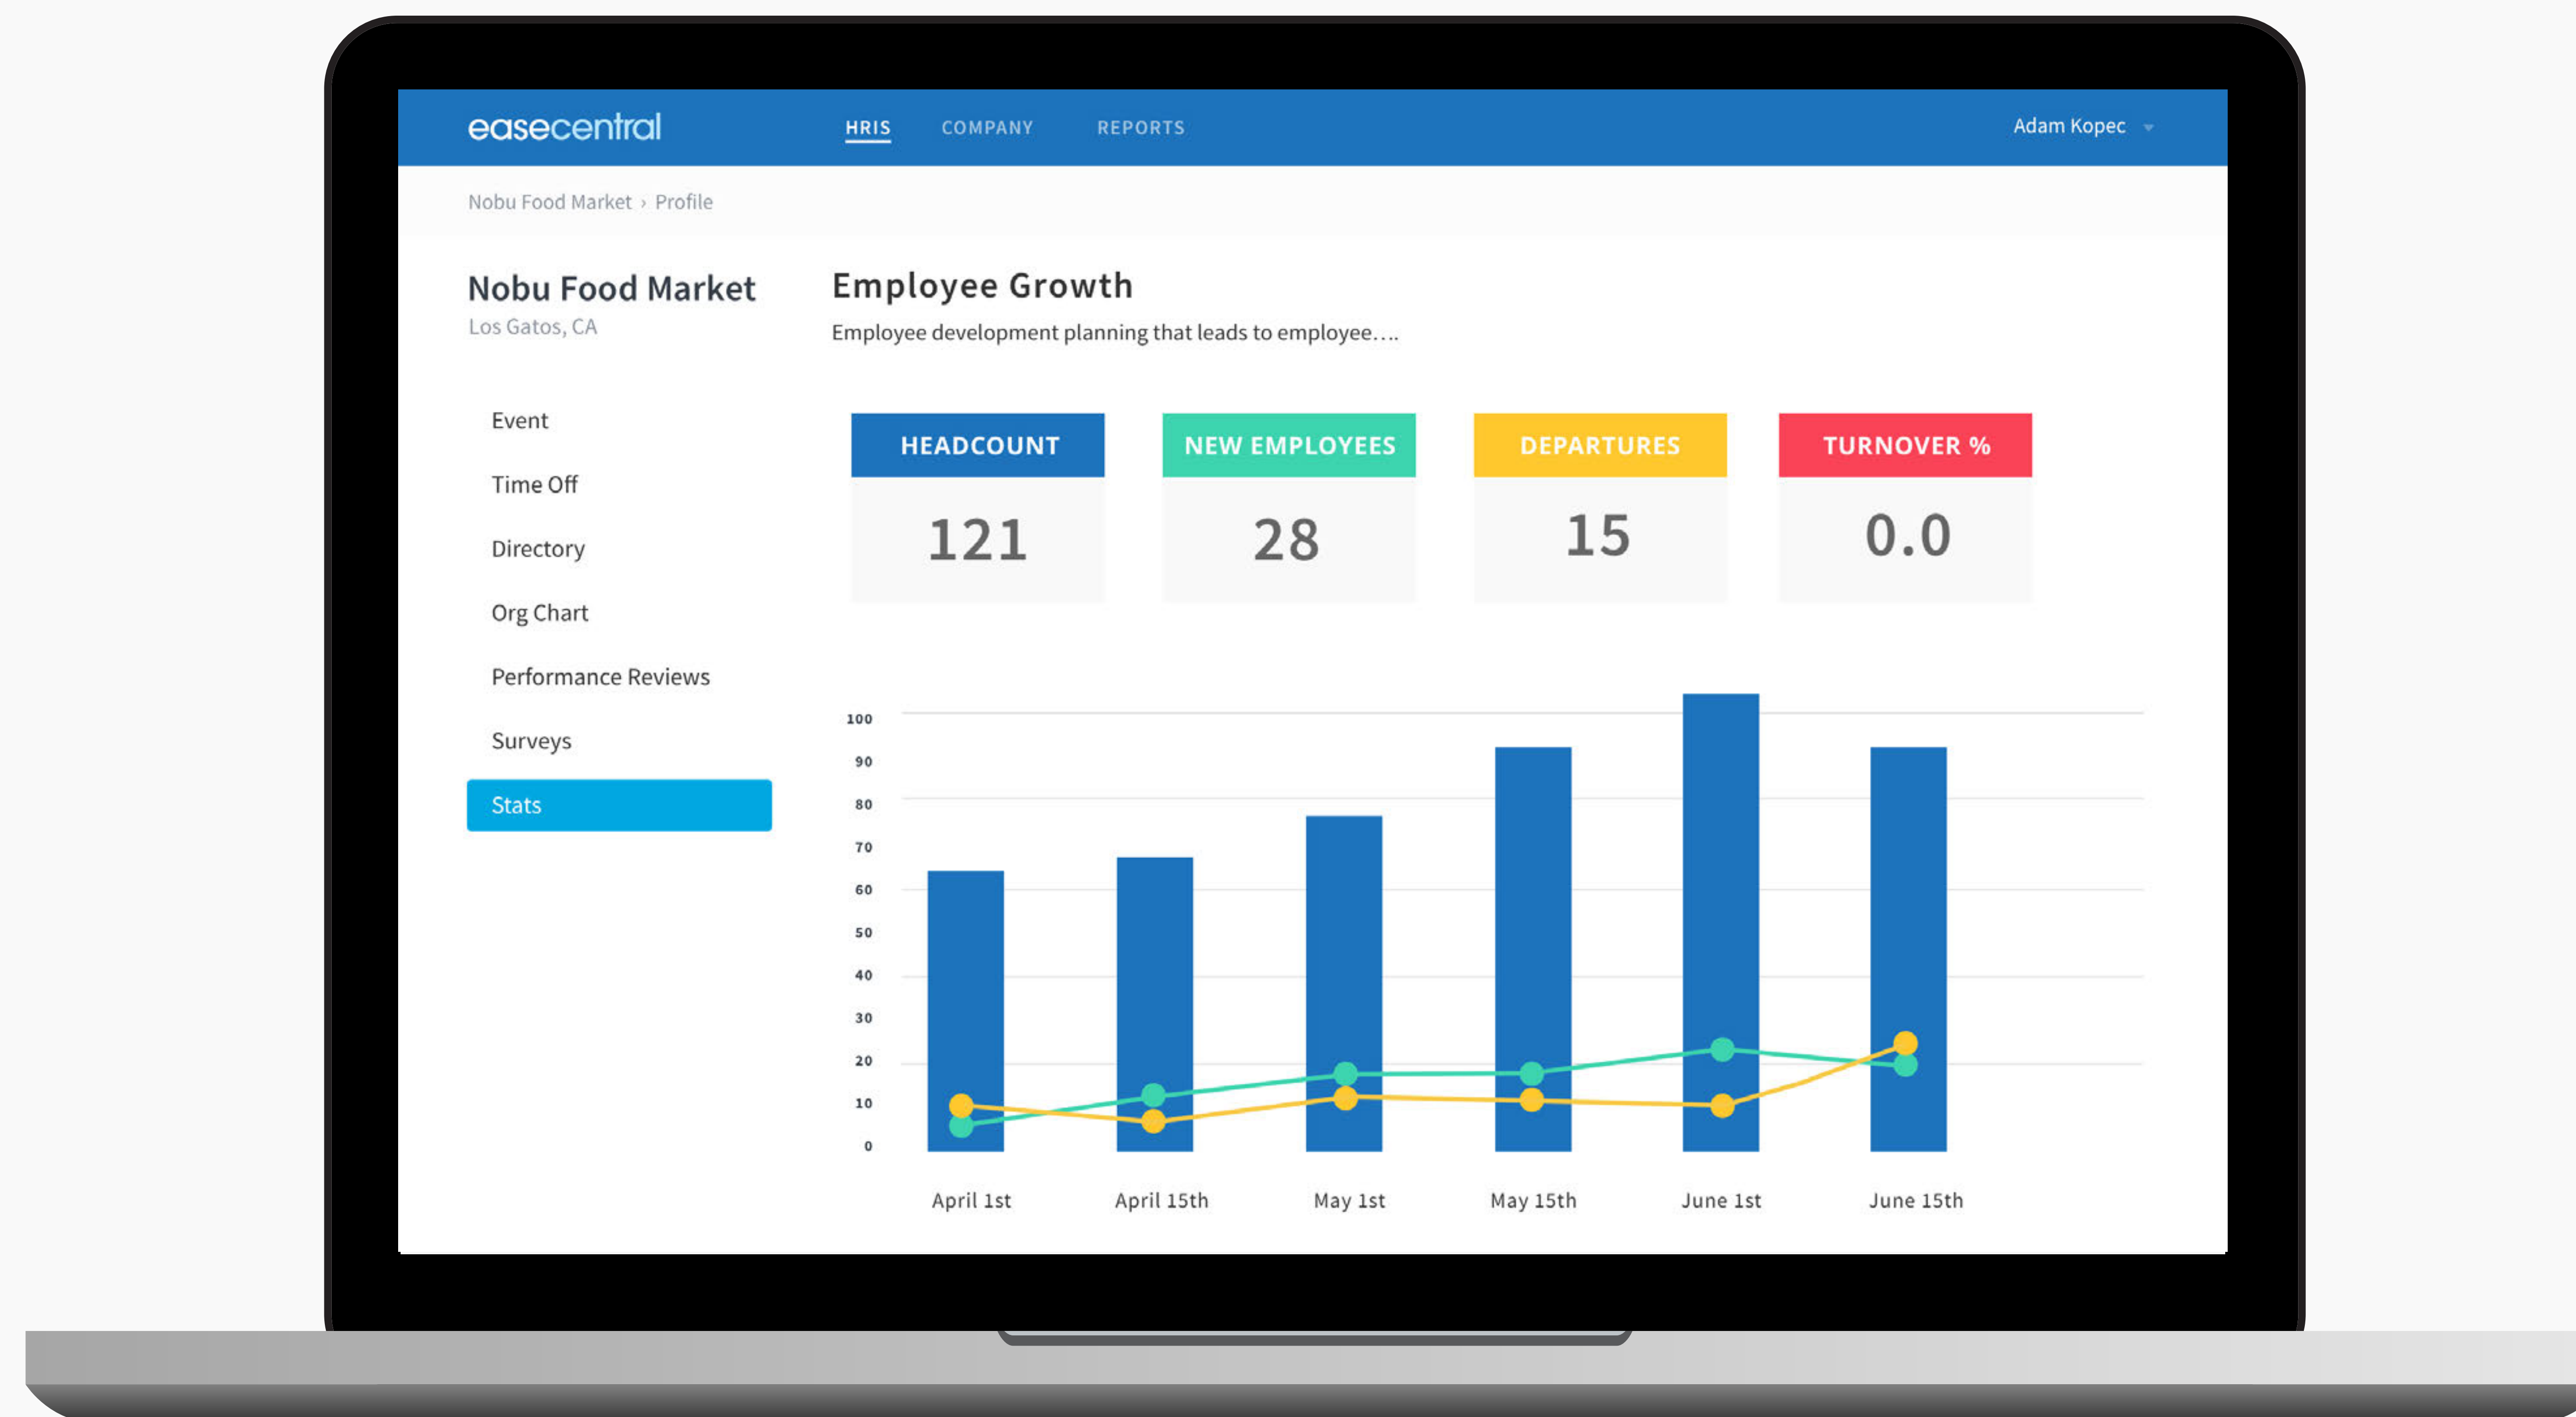 easecentral HRIS COMPANY REPORTS Adam Kopec
Nobu Food Market › Profile
Nobu Food Market
Los Gatos, CA
Event
Time Off
Directory
Org Chart
Performance Reviews
Surveys
Stats
Employee Growth
Employee development planning that leads to employee....
HEADCOUNT NEW EMPLOYEES DEPARTURES TURNOVER %
121 28 15 0.0
100
90
80
70
60
50
40
30
20
10
0
April 1st April 15th May 1st May 15th June 1st June 15th